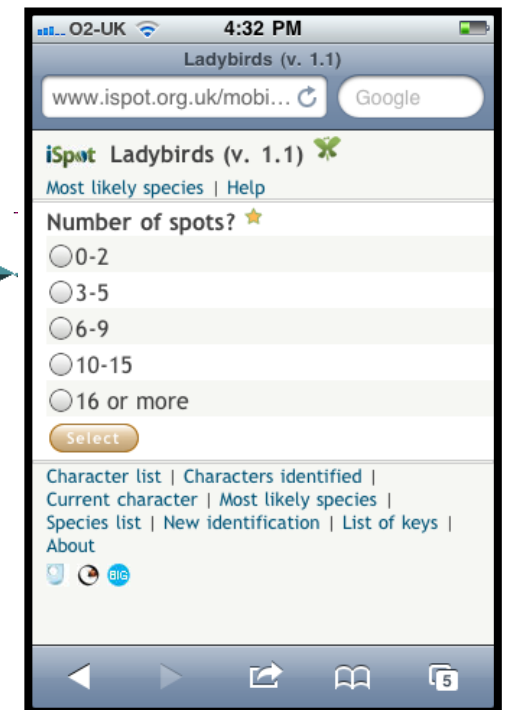 O2-UK 4:32 PM
Ladybirds (v. 1.1)
www.ispot.org.uk/mobi... Google
iSpot Ladybirds (v. 1.1)
Most likely species | Help
Number of spots?
0-2
3-5
6-9
10-15
16 or more
Select
Character list | Characters identified |
Current character | Most likely species |
Species list | New identification | List of keys |
About
BIG
5